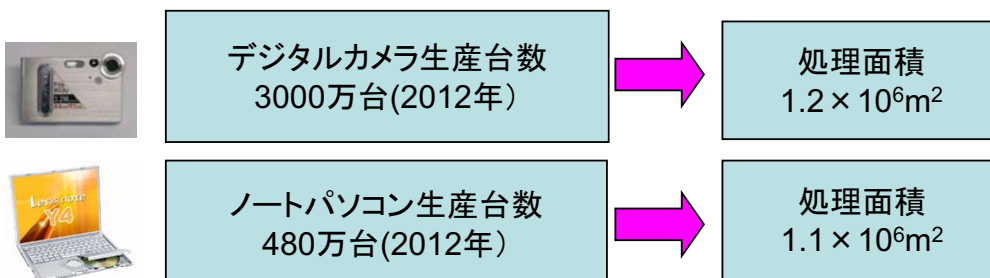 デジタルカメラ生産台数
3000万台(2012年）
処理面積
1.2×10⁶m²
Let's note
Y4
ノートパソコン生産台数
480万台(2012年）
処理面積
1.1×10⁶m²